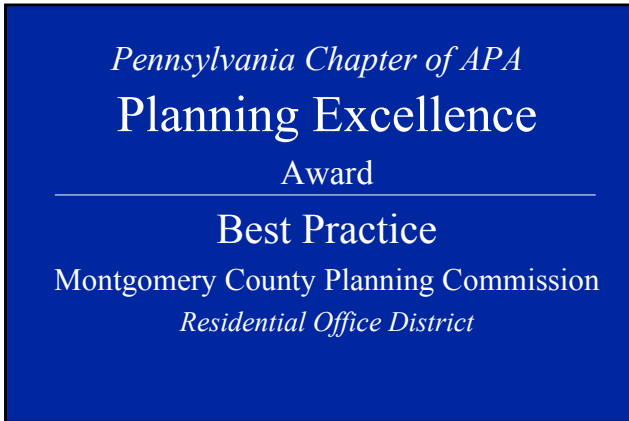 Pennsylvania Chapter of APA
Planning Excellence
Award
Best Practice
Montgomery County Planning Commission
Residential Office District